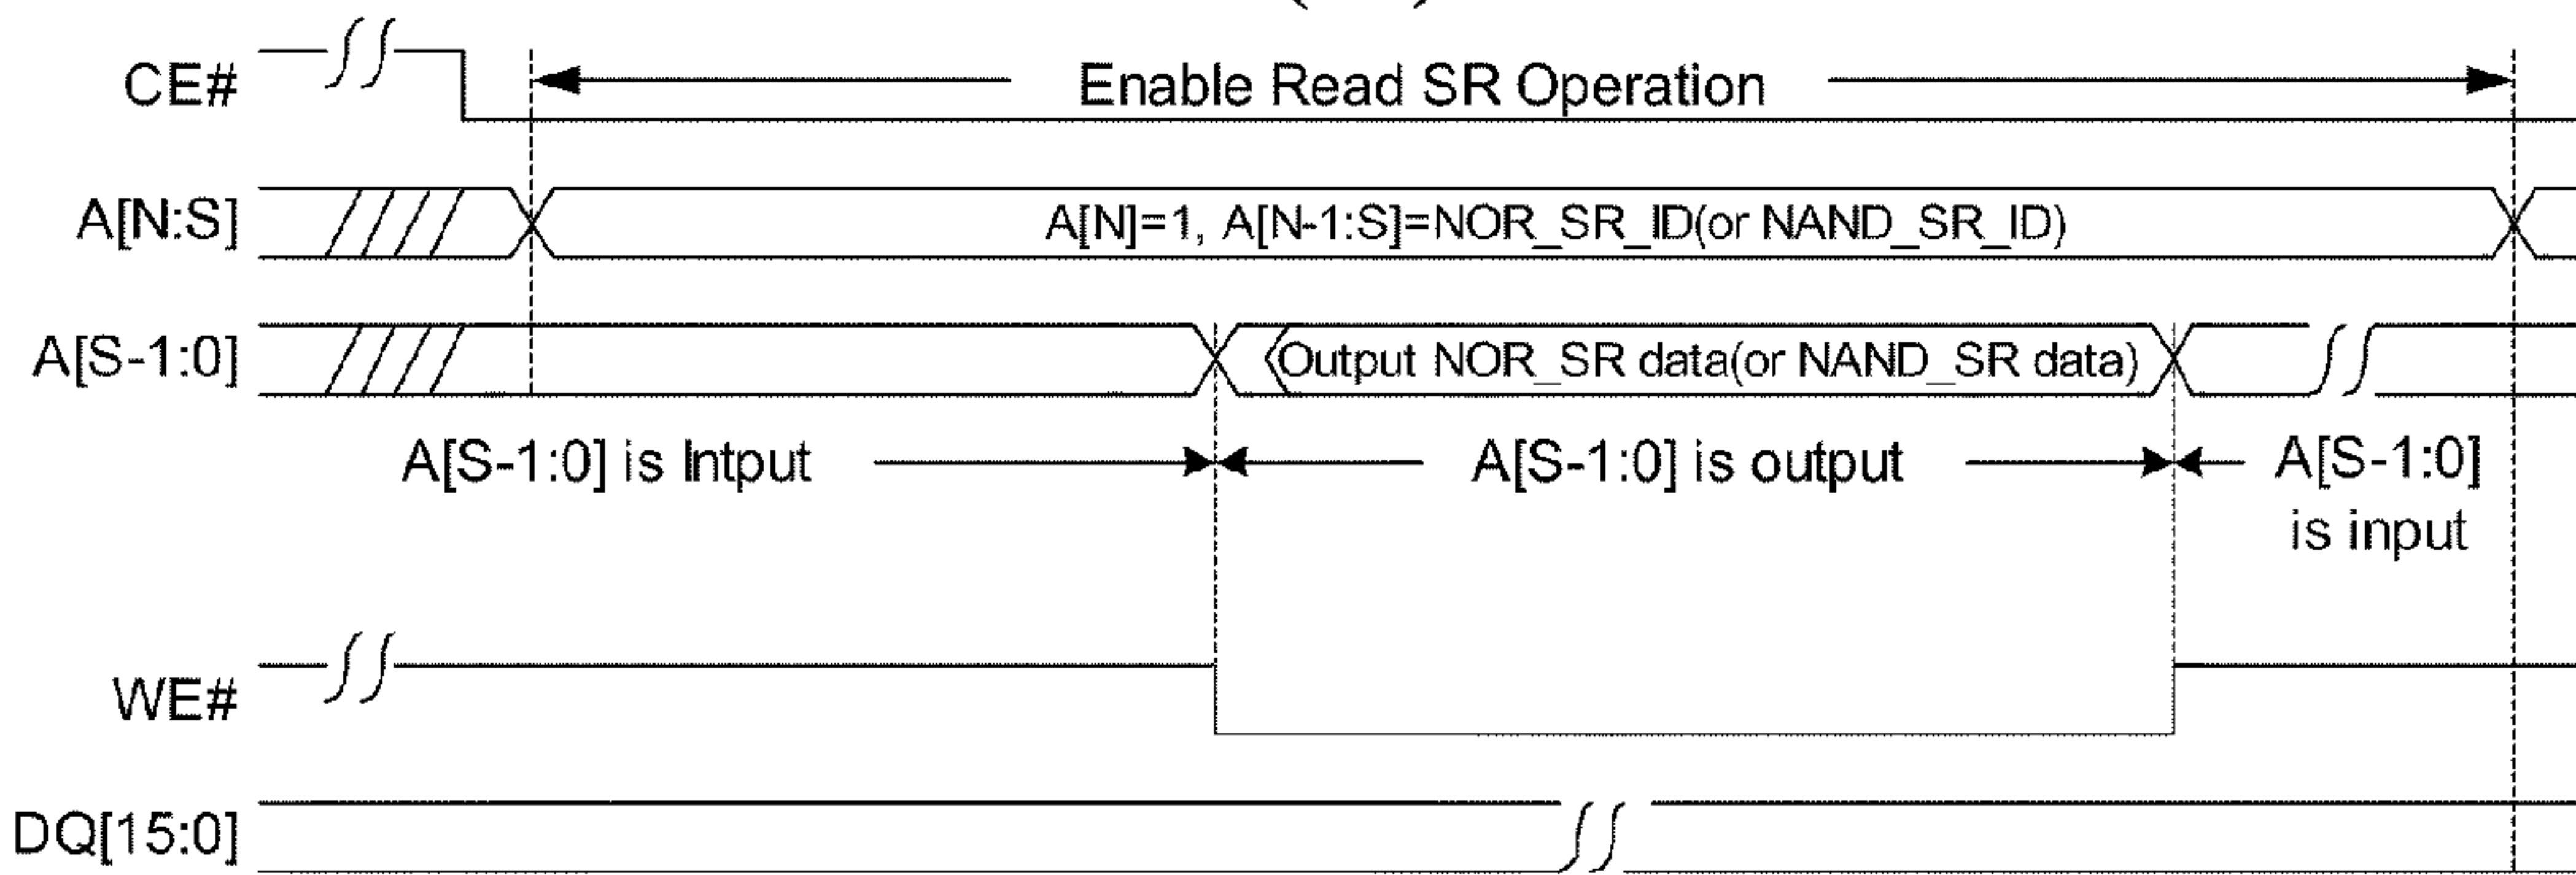 CE#
Enable Read SR Operation
A[N:S]
A[N]=1, A[N-1:S]=NOR_SR_ID(or NAND_SR_ID)
A[S-1:0]
Output NOR_SR data(or NAND_SR data)
A[S-1:0] is Intput
A[S-1:0] is output
A[S-1:0]
is input
WE#
DQ[15:0]